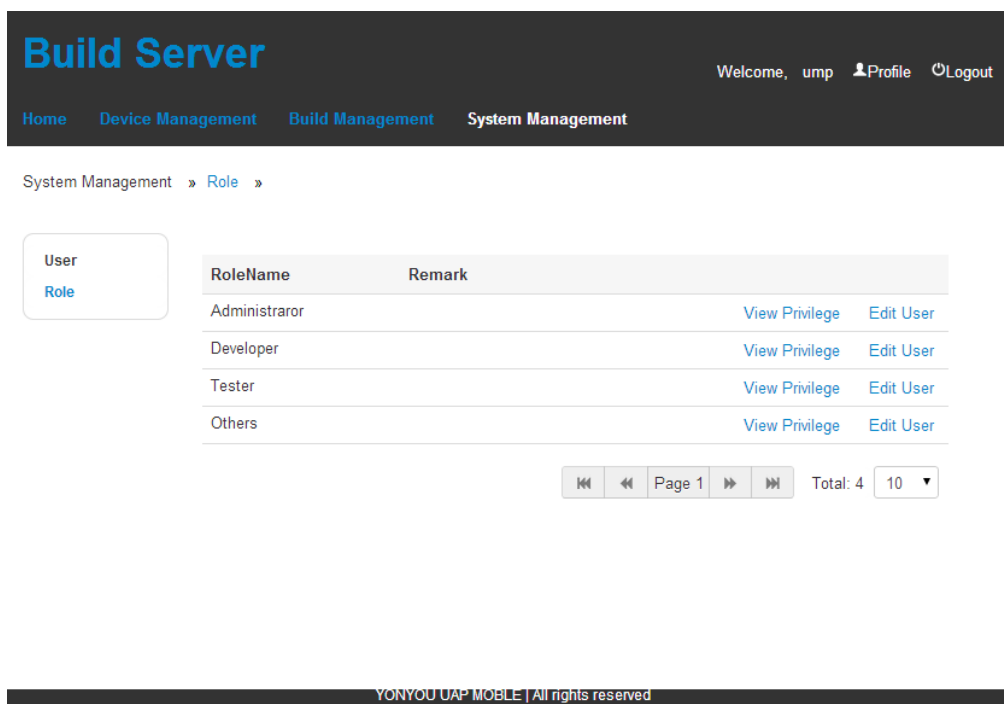 Build Server
Welcome, ump Profile Logout
Home Device Management Build Management System Management
System Management » Role »
User
Role
RoleName Remark
Administraror View Privilege Edit User
Developer View Privilege Edit User
Tester View Privilege Edit User
Others View Privilege Edit User
Page 1 Total: 4 10
YONYOU UAP MOBLE | All rights reserved